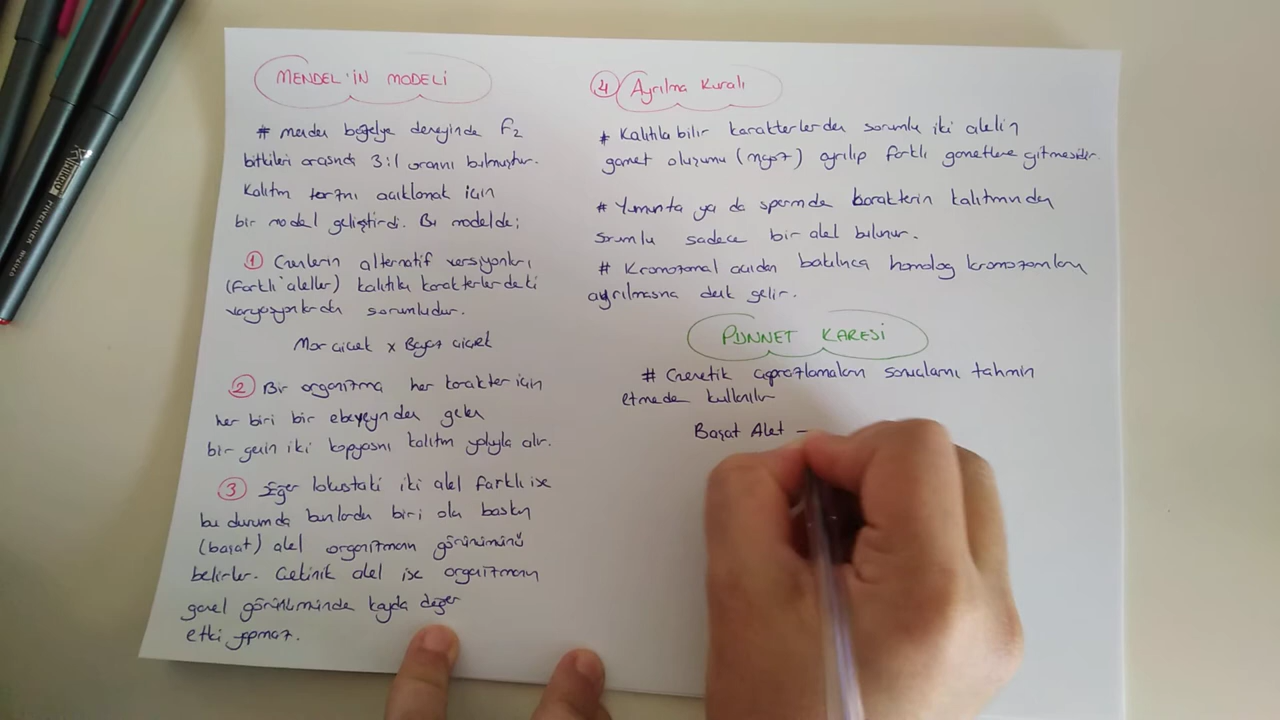 MENDEL'İN MODELİ
# Mendel bezelye deneyinde F2
bitkileri arasında 3:1 oranını bulmuştur.
Kalıtım tarzını açıklamak için
bir model geliştirdi. Bu modelde;
1 Genlerin alternatif versiyonları
(farklı aleller) kalıtılan karakterlerdeki
varyasyonlardan sorumludur.
Mor çiçek x Beyaz çiçek
2 Bir organizma her karakter için
her biri bir ebeveynden gelen
bir genin iki kopyasını kalıtım yoluyla alır.
3 Eğer lokustaki iki alel farklı ise
bu durumda bunlardan biri olan baskın
(başat) alel organizmanın görünümünü
belirler. Çekinik alel ise organizmanın
genel görünümünde kayda değer
etki yapmaz.
4 Ayrılma Kuralı
# Kalıtılabilir karakterlerden sorumlu iki alelin
gamet oluşumu (mayoz) ayrılıp farklı gametlere gitmesidir.
# Yumurta ya da spermde karakterin kalıtımından
sorumlu sadece bir alel bulunur.
# Kromozomal açıdan bakılınca homolog kromozomların
ayrılmasına denk gelir.
PUNNET KARESİ
# Genetik çaprazlamaların sonuçlarını tahmin
etmede kullanılır
Başat Alel –